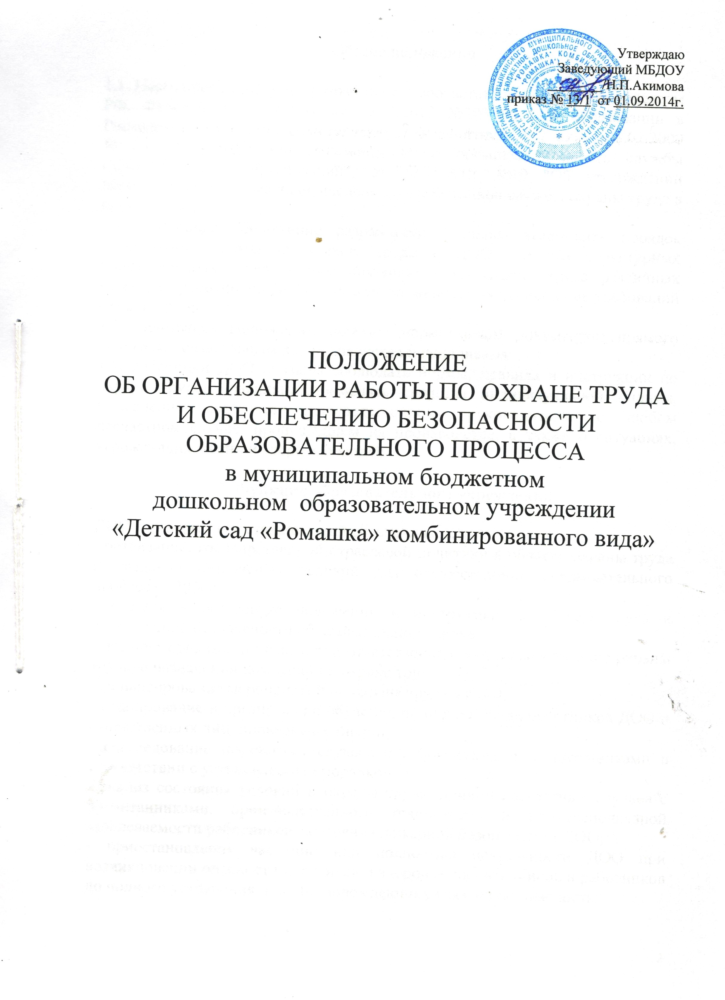 Утверждаю
Заведующий МБДОУ
/Н.П.Акимова
приказ № 13/1 от 01.09.2014г.
ПОЛОЖЕНИЕ
ОБ ОРГАНИЗАЦИИ РАБОТЫ ПО ОХРАНЕ ТРУДА
И ОБЕСПЕЧЕНИЮ БЕЗОПАСНОСТИ
ОБРАЗОВАТЕЛЬНОГО ПРОЦЕССА
в муниципальном бюджетном
дошкольном образовательном учреждении
«Детский сад «Ромашка» комбинированного вида»